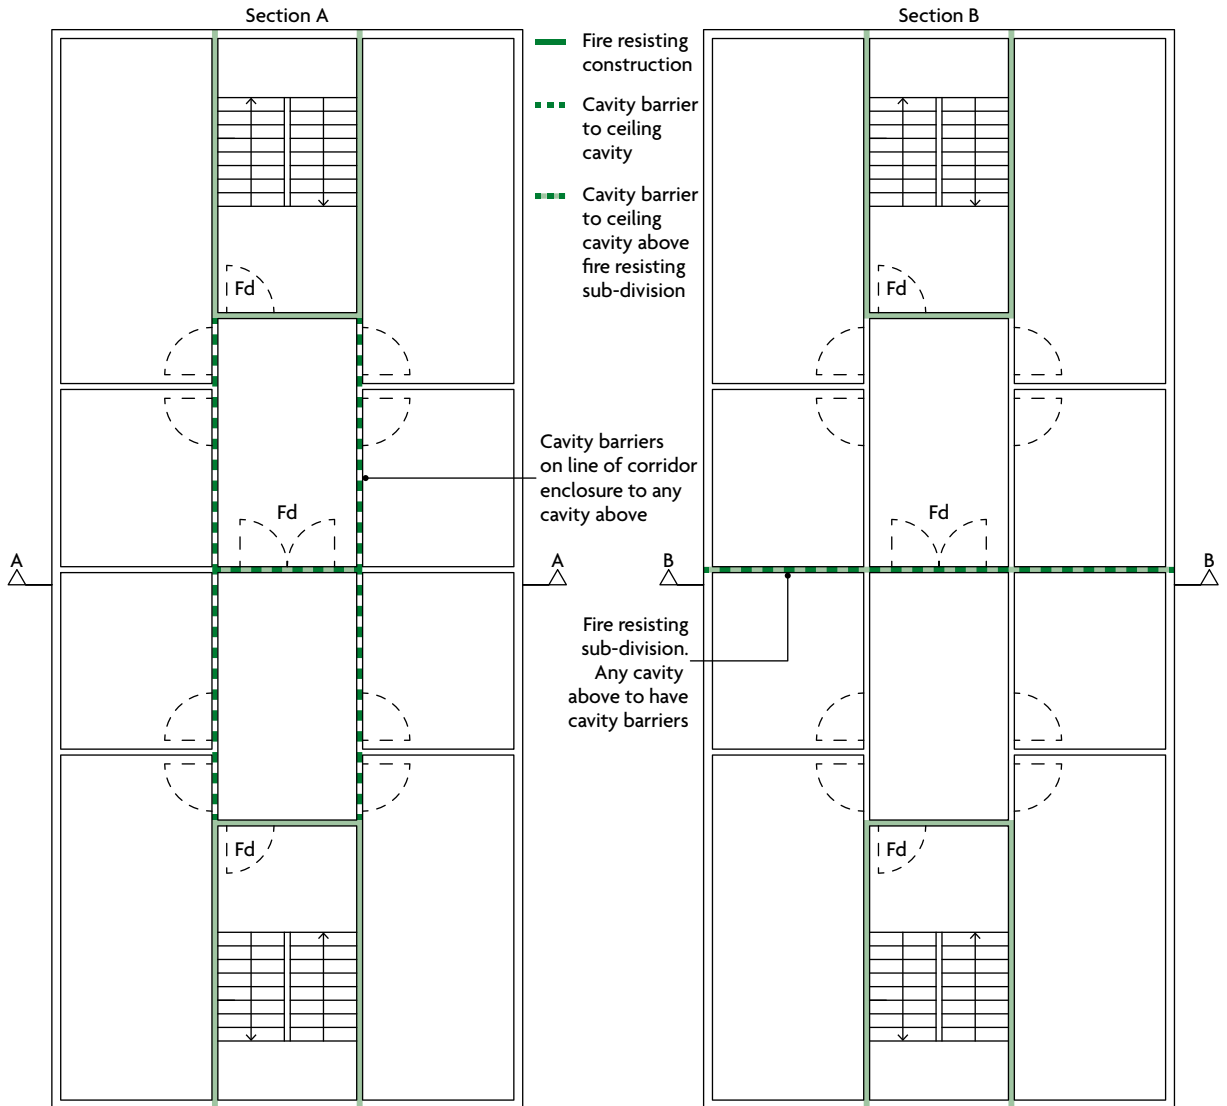 Section A
Section B
Fire resisting
construction
Cavity barrier
to ceiling
cavity
Cavity barrier
to ceiling
cavity above
fire resisting
sub-division
Fd
Fd
Cavity barriers
on line of corridor
enclosure to any
cavity above
Fd
Fd
A
A
B
B
Fire resisting
sub-division.
Any cavity
above to have
cavity barriers
Fd
Fd